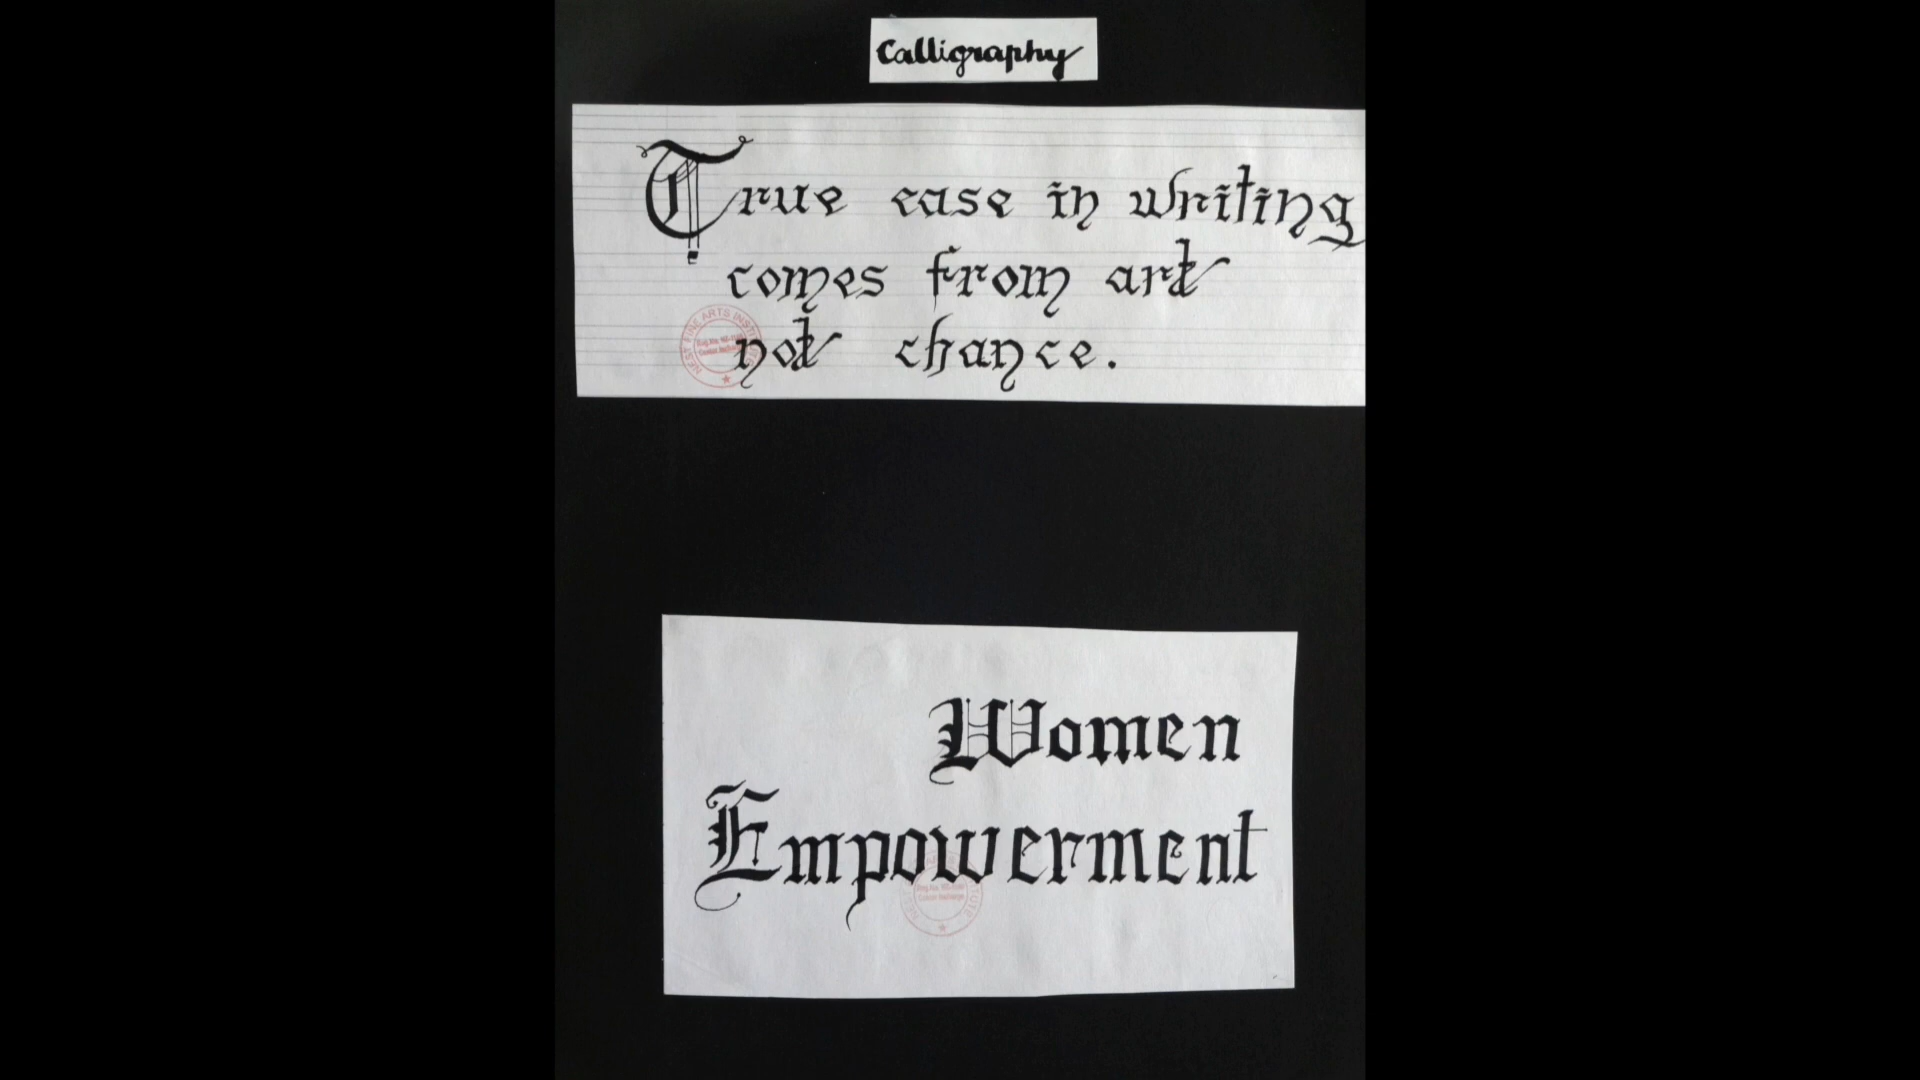 Calligraphy
True ease in writing
comes from art
not chance.
Women
Empowerment